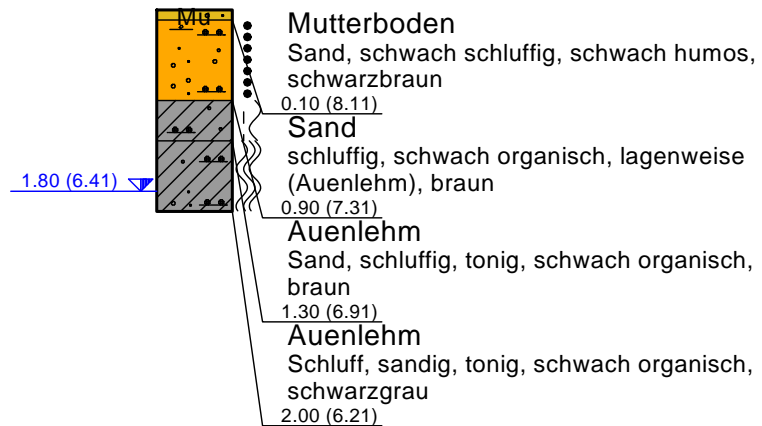 Mu
Mutterboden
Sand, schwach schluffig, schwach humos,
schwarzbraun
0.10 (8.11)
Sand
schluffig, schwach organisch, lagenweise
(Auenlehm), braun
1.80 (6.41)
0.90 (7.31)
Auenlehm
Sand, schluffig, tonig, schwach organisch,
braun
1.30 (6.91)
Auenlehm
Schluff, sandig, tonig, schwach organisch,
schwarzgrau
2.00 (6.21)